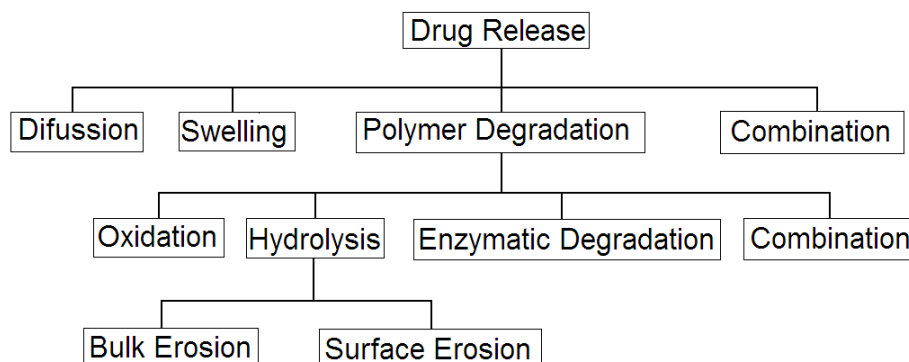 Drug Release
Difussion
Swelling
Polymer Degradation
Combination
Oxidation
Hydrolysis
Enzymatic Degradation
Combination
Bulk Erosion
Surface Erosion